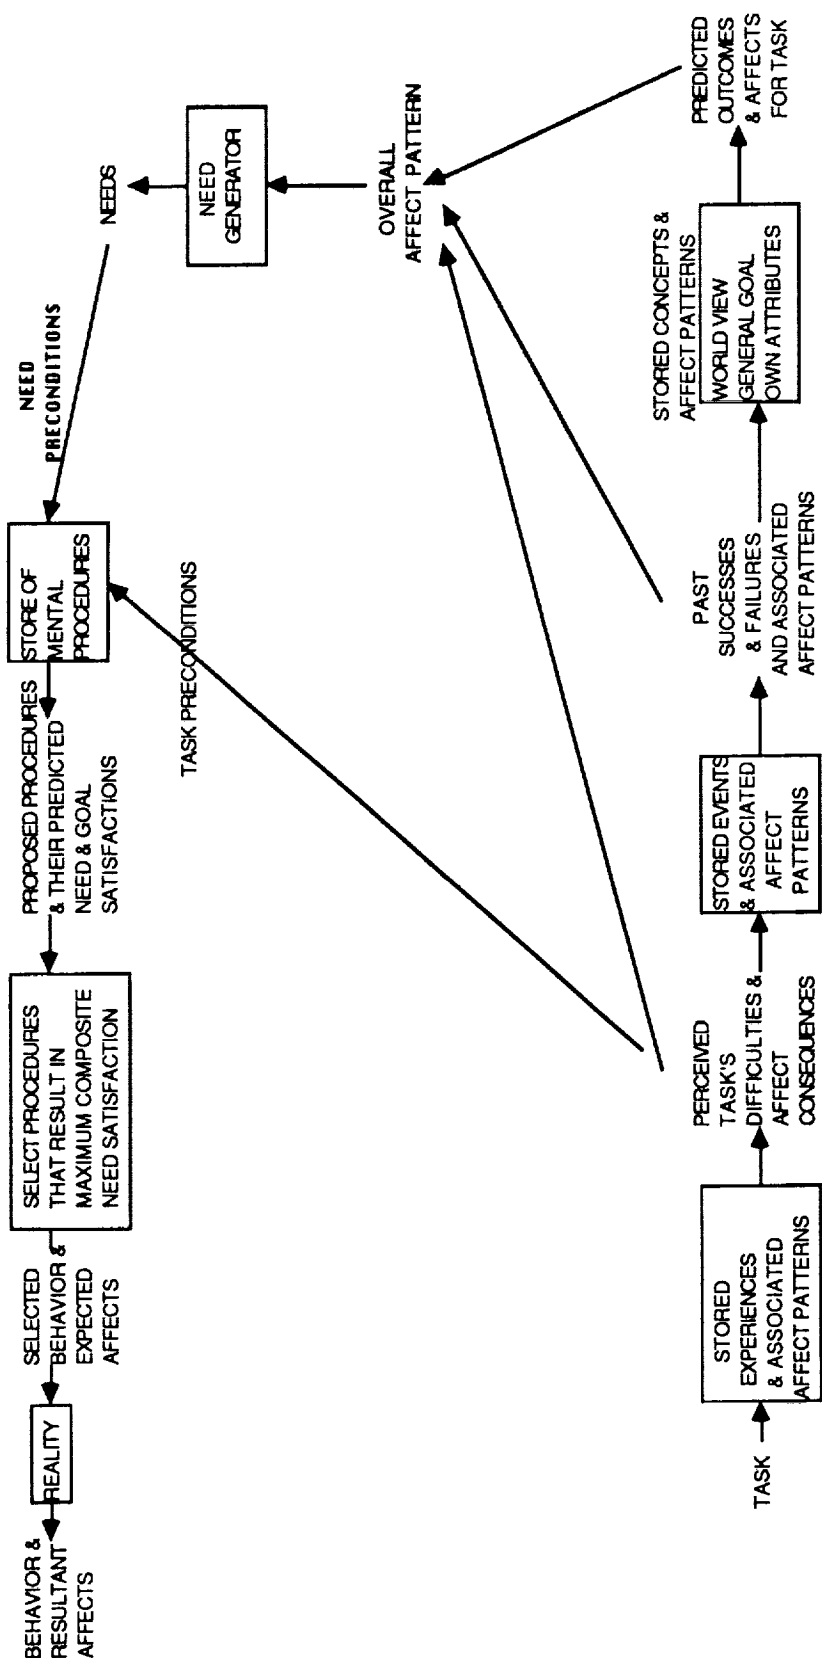 TASK
STORED
EXPERIENCES
& ASSOCIATED
AFFECT PATTERNS
PERCEIVED
TASK'S
DIFFICULTIES &
AFFECT
CONSEQUENCES
STORED EVENTS
& ASSOCIATED
AFFECT
PATTERNS
PAST
SUCCESSES
& FAILURES
AND ASSOCIATED
AFFECT PATTERNS
STORED CONCEPTS &
AFFECT PATTERNS
WORLD VIEW
GENERAL GOAL
OWN ATTRIBUTES
PREDICTED
OUTCOMES
& AFFECTS
FOR TASK
OVERALL
AFFECT PATTERN
NEED
GENERATOR
NEEDS
NEED
PRECONDITIONS
TASK PRECONDITIONS
STORE OF
MENTAL
PROCEDURES
PROPOSED PROCEDURES
& THEIR PREDICTED
NEED & GOAL
SATISFACTIONS
SELECT PROCEDURES
THAT RESULT IN
MAXIMUM COMPOSITE
NEED SATISFACTION
SELECTED
BEHAVIOR &
EXPECTED
AFFECTS
REALITY
BEHAVIOR &
RESULTANT
AFFECTS